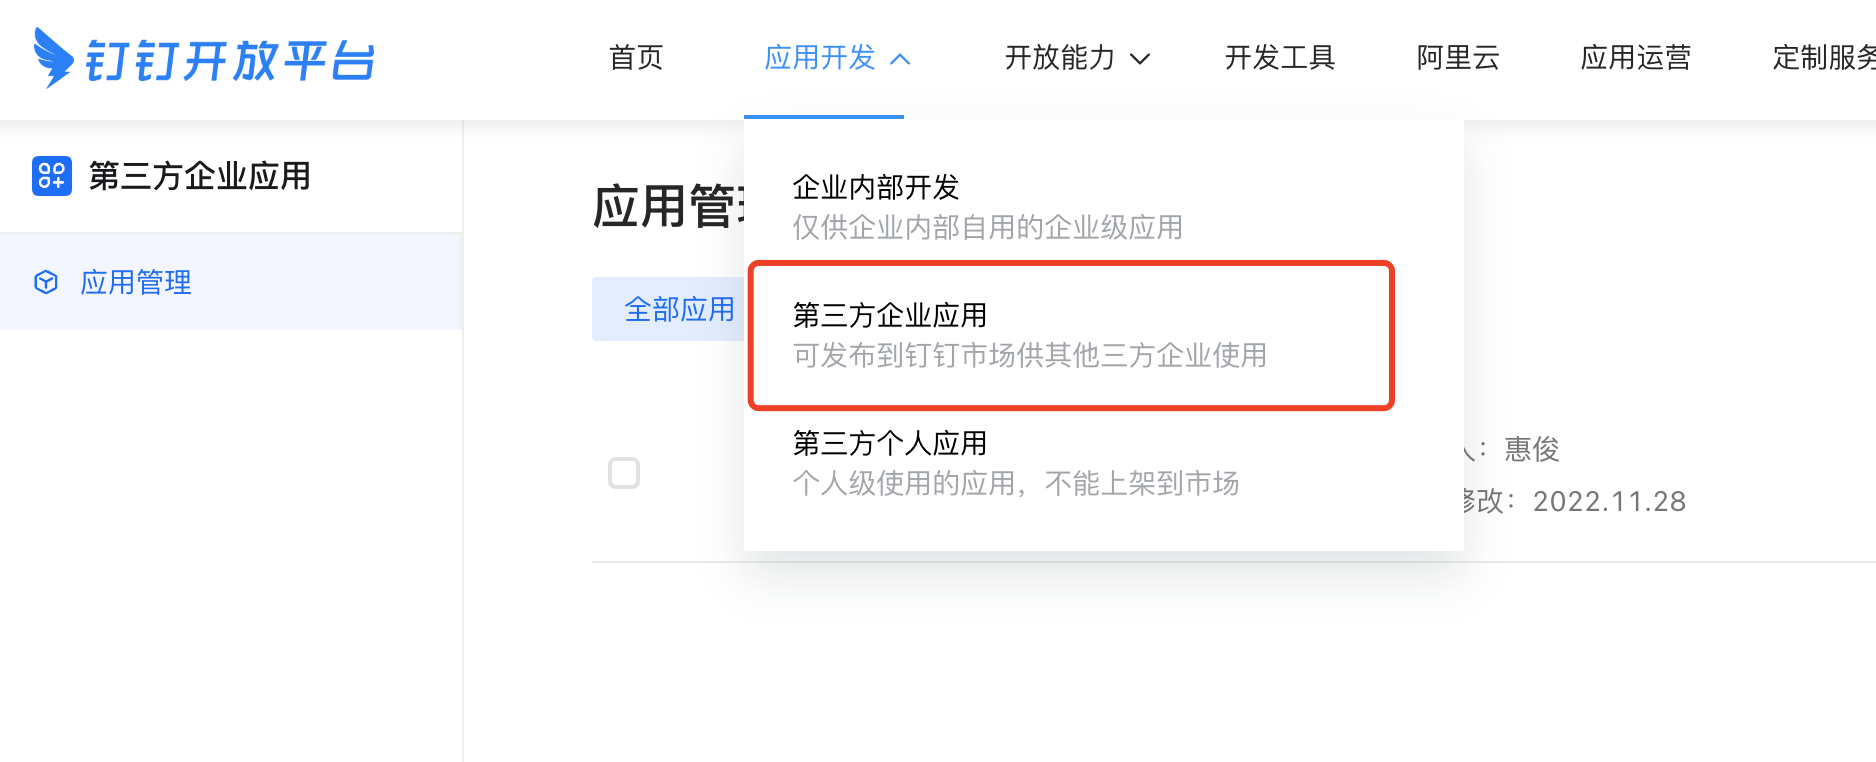 钉钉开放平台
首页 应用开发 开放能力 开发工具 阿里云 应用运营 定制服务
第三方企业应用
应用管理
应用管
全部应用
企业内部开发
仅供企业内部自用的企业级应用
第三方企业应用
可发布到钉钉市场供其他三方企业使用
第三方个人应用
个人级使用的应用，不能上架到市场
人：惠俊
修改：2022.11.28